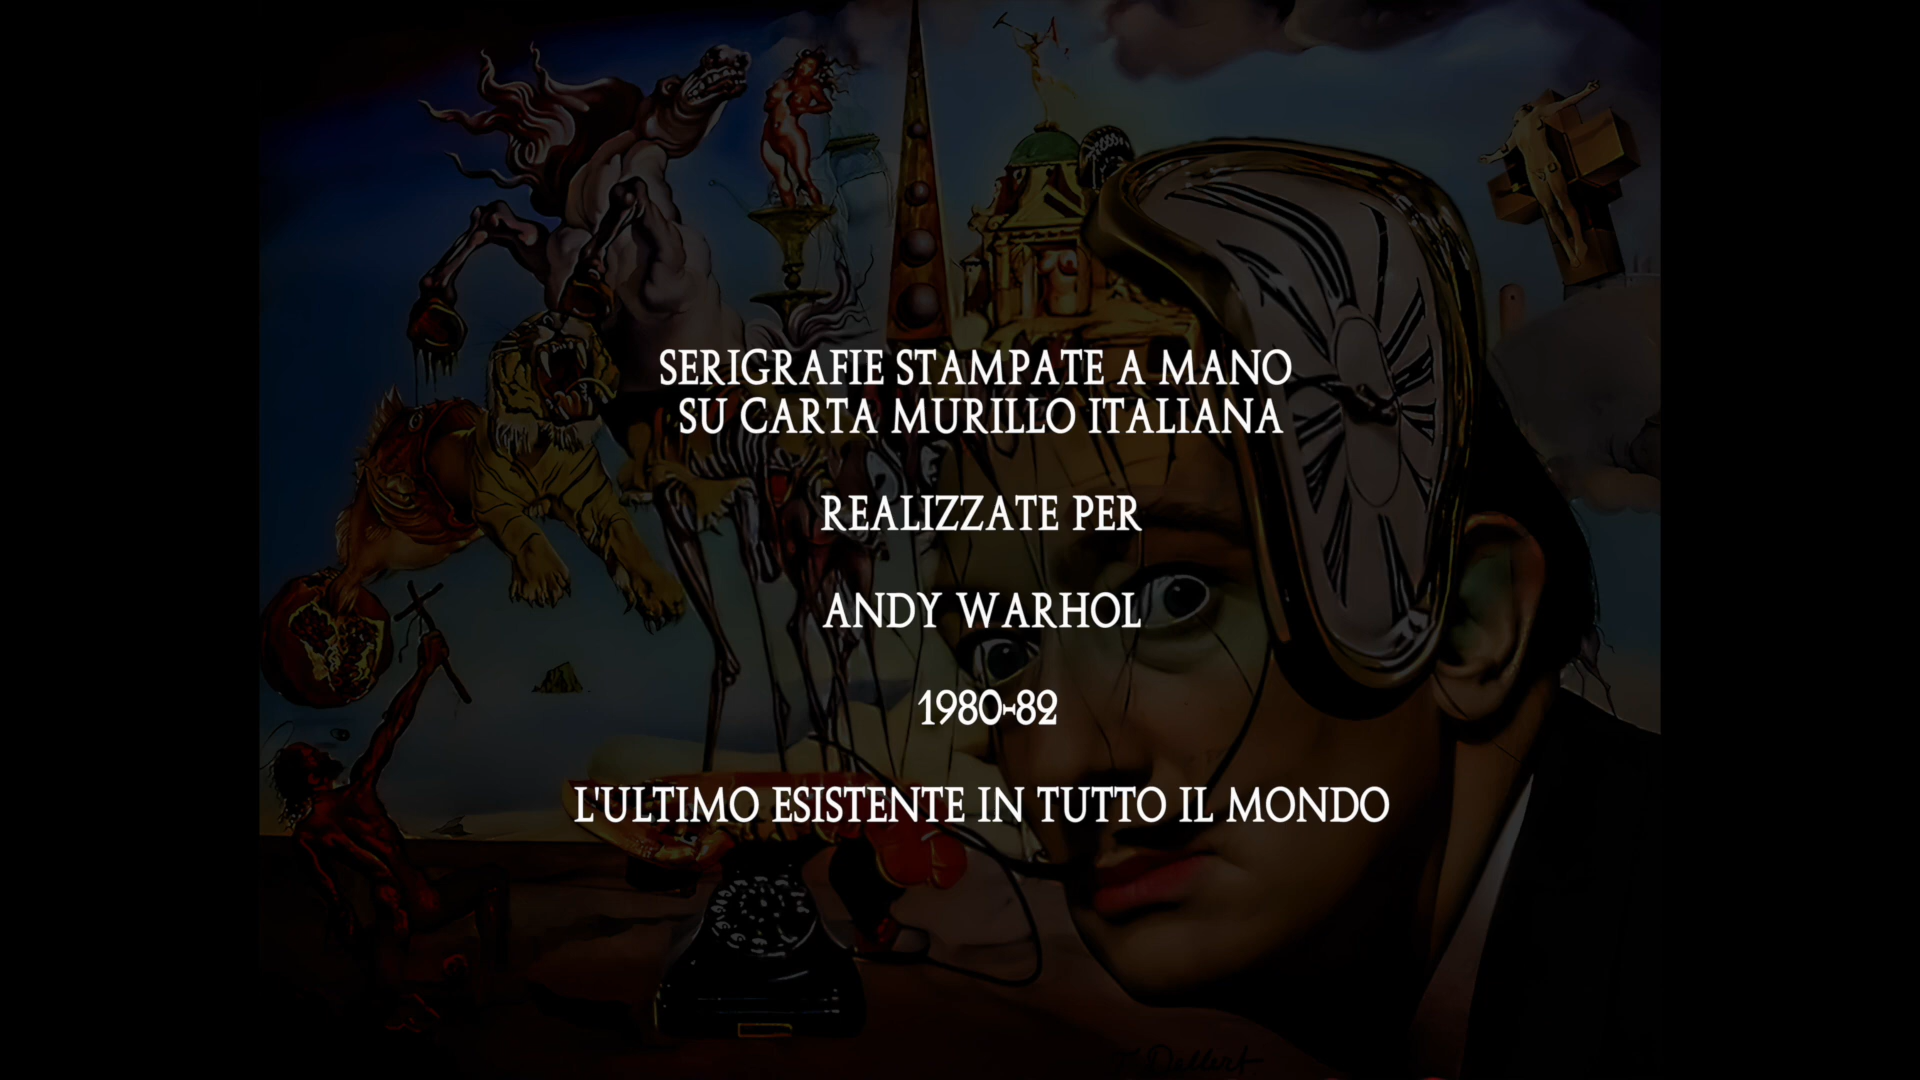 SERIGRAFIE STAMPATE A MANO
SU CARTA MURILLO ITALIANA
REALIZZATE PER
ANDY WARHOL
1980-82
L'ULTIMO ESISTENTE IN TUTTO IL MONDO